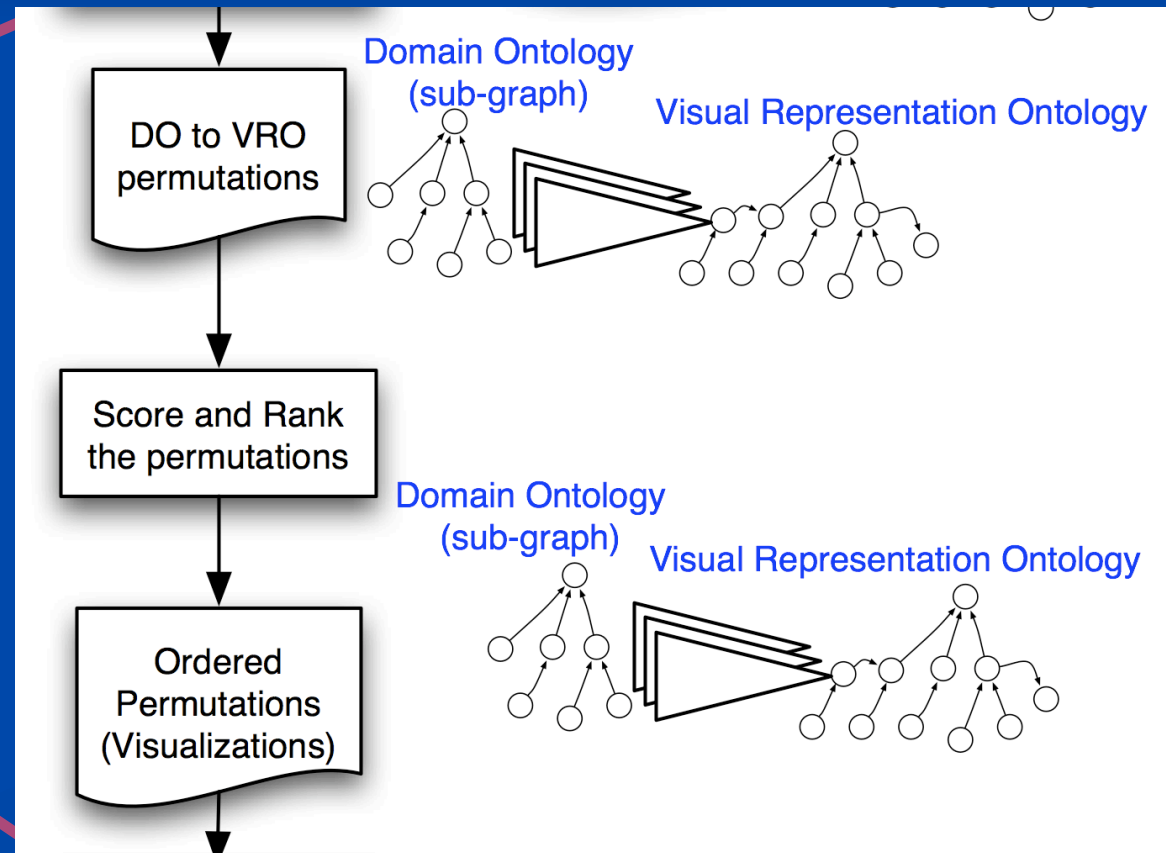 Domain Ontology
(sub-graph)
Visual Representation Ontology
DO to VRO
permutations
Score and Rank
the permutations
Domain Ontology
(sub-graph)
Visual Representation Ontology
Ordered
Permutations
(Visualizations)